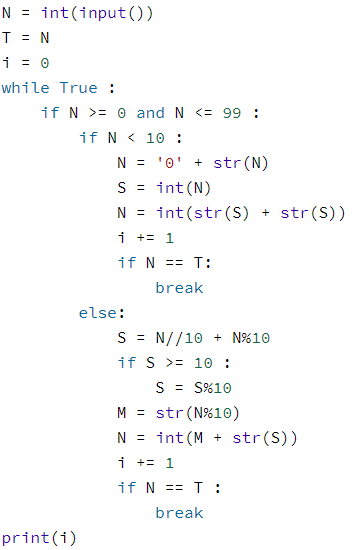 N = int(input())
T = N
i = 0
while True :
    if N >= 0 and N <= 99 :
        if N < 10 :
            N = '0' + str(N)
            S = int(N)
            N = int(str(S) + str(S))
            i += 1
            if N == T:
                break
        else:
            S = N//10 + N%10
            if S >= 10 :
                S = S%10
            M = str(N%10)
            N = int(M + str(S))
            i += 1
            if N == T :
                break
print(i)